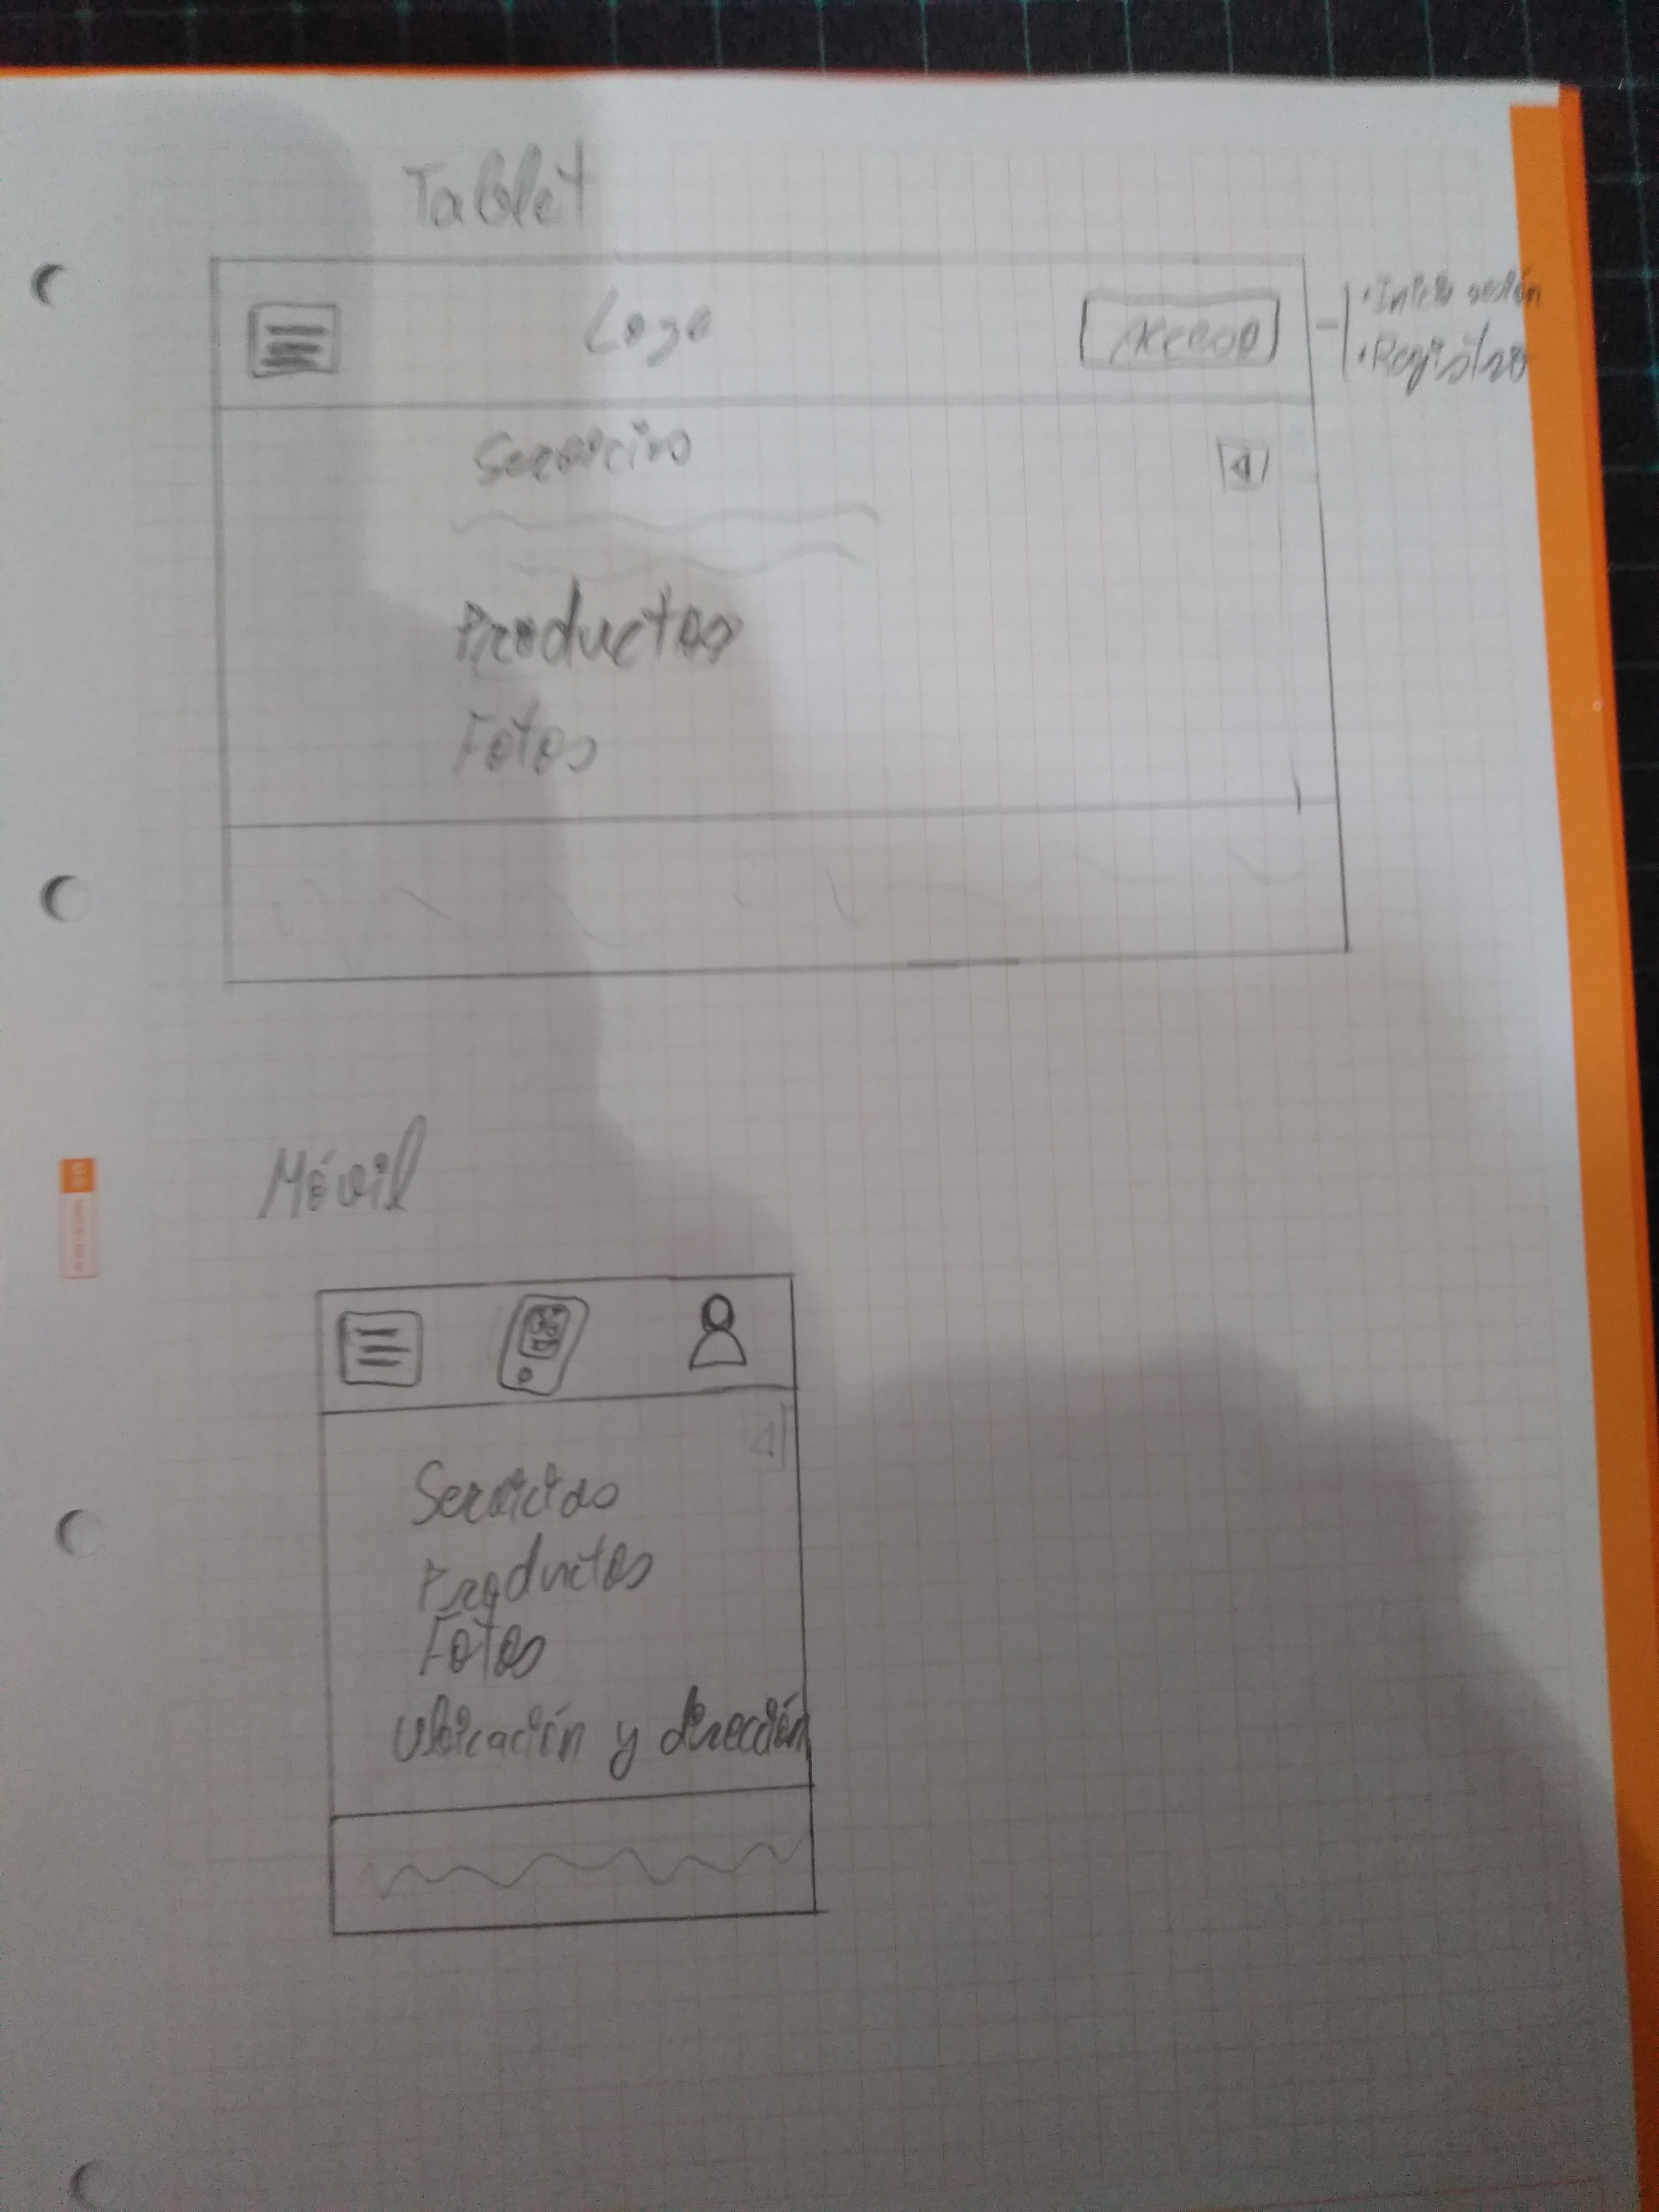 Tablet
Logo
Acceso
• Inicio sesión
• Registro
Servicios
Productos
Fotos
Móvil
Servicios
Productos
Fotos
Ubicación y dirección